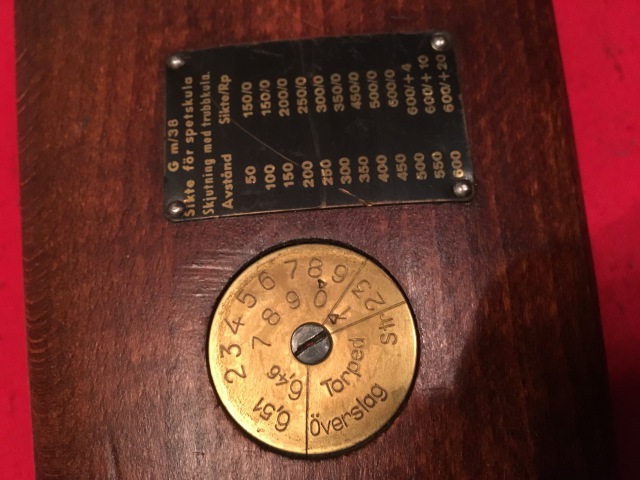 G m/38
Sikte för spetskula
Skjutning med trubbkula.
Avstånd Sikte/Rp
50 150/0
100 150/0
150 200/0
200 250/0
250 300/0
300 350/0
350 450/0
400 500/0
450 600/0
500 600/+4
550 600/+10
600 600/+20
2 3 4 5 6 7 8 9
7 8 9 0
23
Str
Torped
Överslag
6,46
6,51